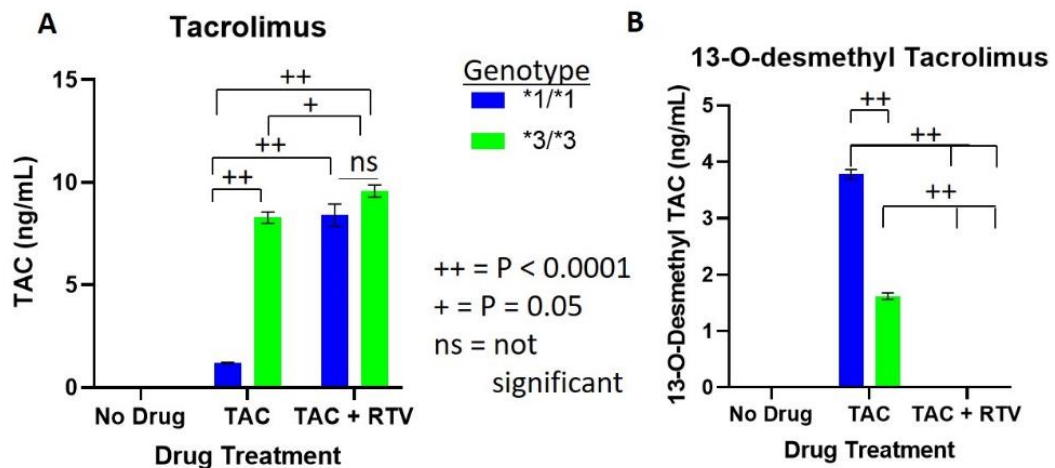 A
Tacrolimus
15
10
5
0
TAC (ng/mL)
++
+
++
++
ns
No Drug
TAC
TAC + RTV
Drug Treatment
Genotype
*1/*1
*3/*3
++ = P < 0.0001
+ = P = 0.05
ns = not
significant
B
13-O-desmethyl Tacrolimus
5
4
3
2
1
0
13-O-Desmethyl TAC (ng/mL)
++
++
++
No Drug
TAC
TAC + RTV
Drug Treatment